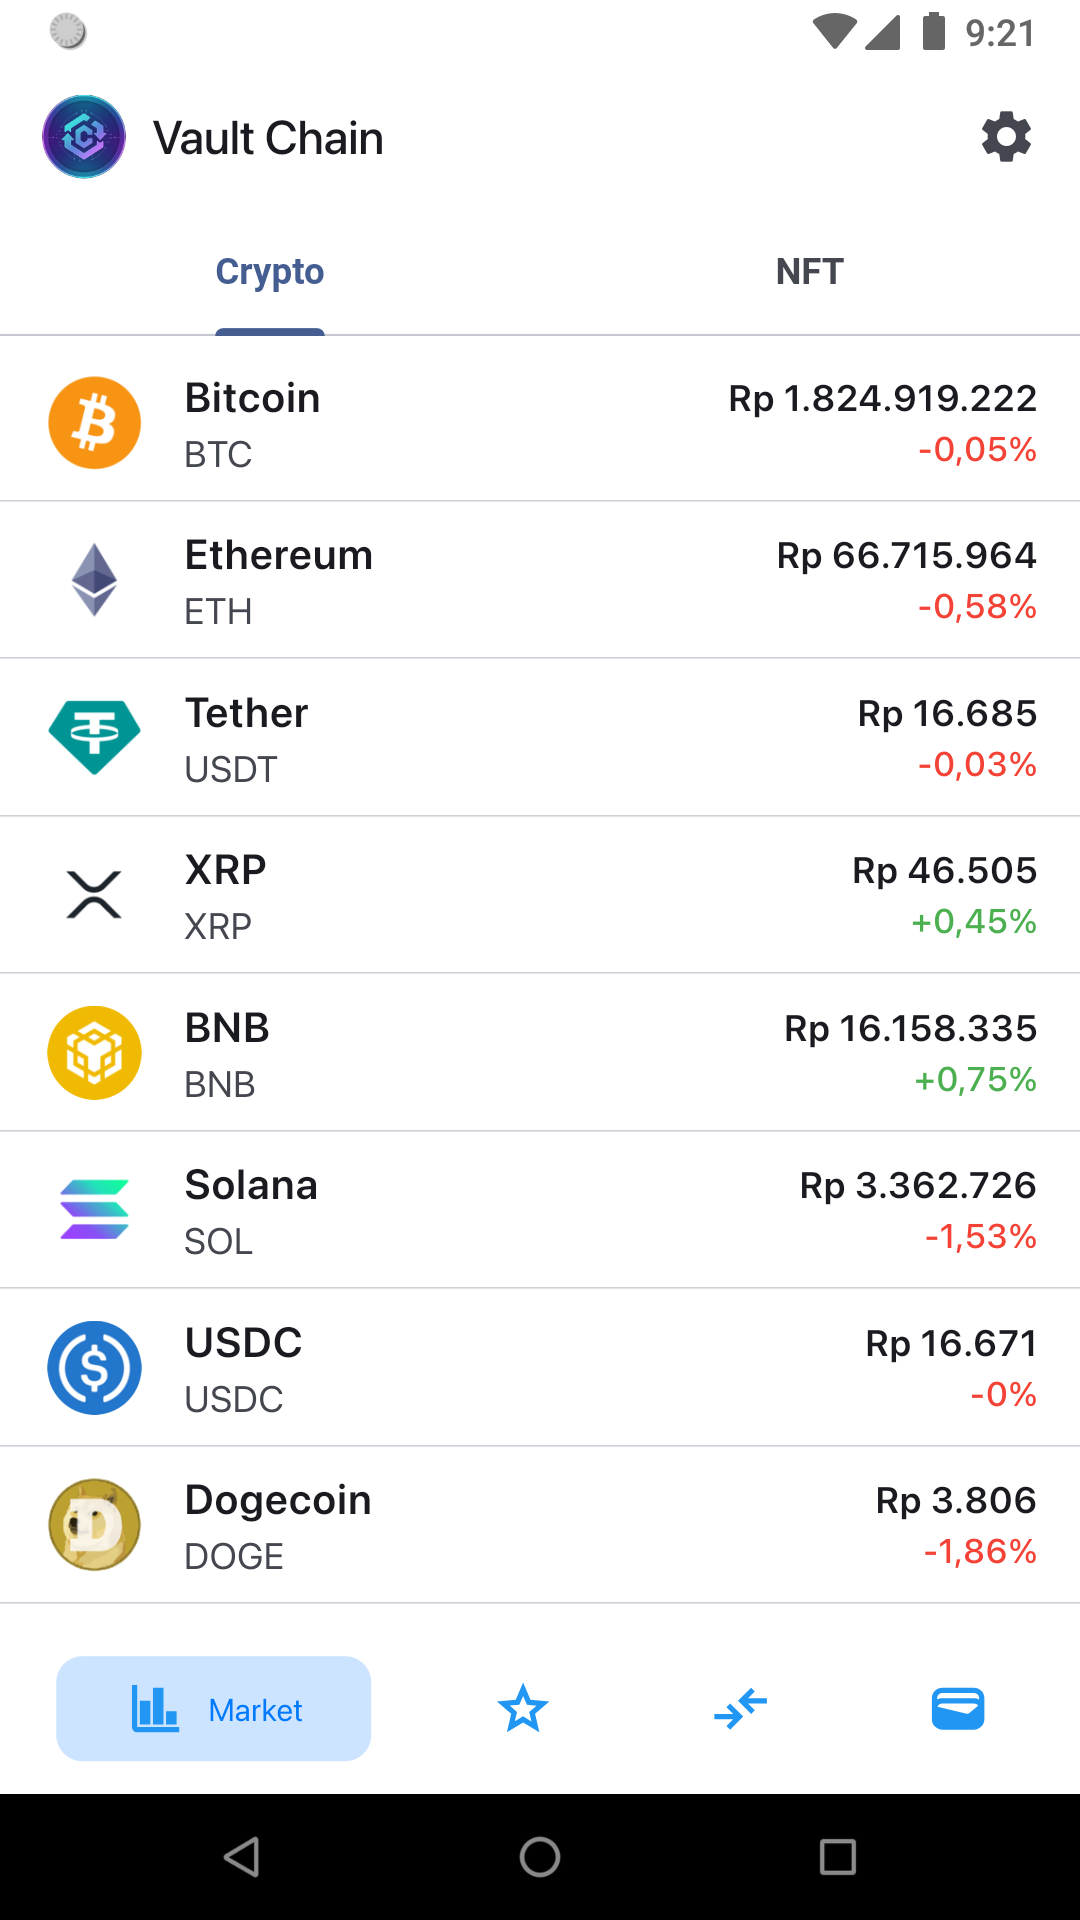 9:21
Vault Chain
Crypto
NFT
Bitcoin
Rp 1.824.919.222
BTC
-0,05%
Ethereum
Rp 66.715.964
ETH
-0,58%
Tether
Rp 16.685
USDT
-0,03%
XRP
Rp 46.505
XRP
+0,45%
BNB
Rp 16.158.335
BNB
+0,75%
Solana
Rp 3.362.726
SOL
-1,53%
USDC
Rp 16.671
USDC
-0%
Dogecoin
Rp 3.806
DOGE
-1,86%
Market